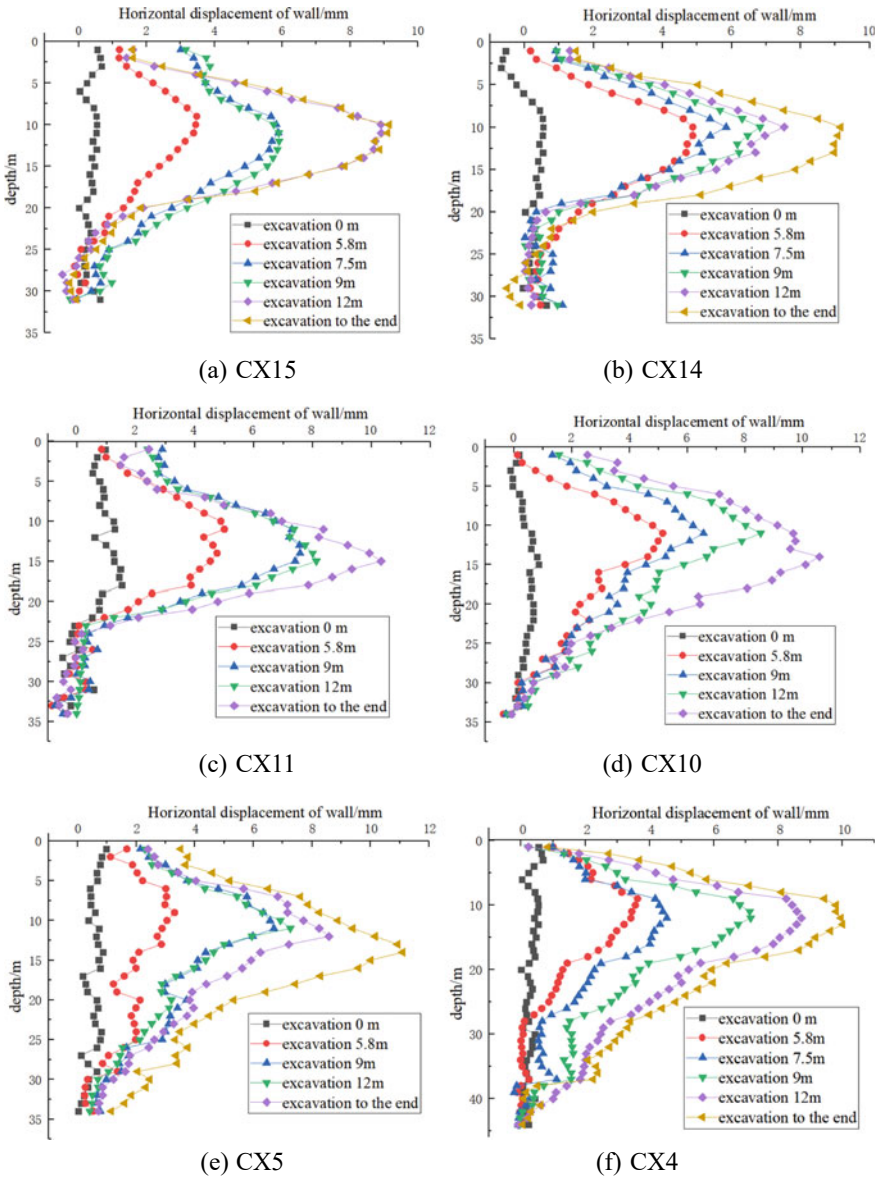 Horizontal displacement of wall/mm
0 2 4 6 8 10
depth/m
0
5
10
15
20
25
30
35
excavation 0 m
excavation 5.8m
excavation 7.5m
excavation 9m
excavation 12m
excavation to the end
(a) CX15
Horizontal displacement of wall/mm
0 2 4 6 8 10
depth/m
0
5
10
15
20
25
30
35
excavation 0 m
excavation 5.8m
excavation 7.5m
excavation 9m
excavation 12m
excavation to the end
(b) CX14
Horizontal displacement of wall/mm
0 2 4 6 8 10 12
depth/m
0
5
10
15
20
25
30
35
excavation 0 m
excavation 5.8m
excavation 9m
excavation 12m
excavation to the end
(c) CX11
Horizontal displacement of wall/mm
0 2 4 6 8 10 12
depth/m
0
5
10
15
20
25
30
35
excavation 0 m
excavation 5.8m
excavation 9m
excavation 12m
excavation to the end
(d) CX10
Horizontal displacement of wall/mm
0 2 4 6 8 10 12
depth/m
0
5
10
15
20
25
30
35
excavation 0 m
excavation 5.8m
excavation 9m
excavation 12m
excavation to the end
(e) CX5
Horizontal displacement of wall/mm
0 2 4 6 8 10
depth/m
0
10
20
30
40
excavation 0 m
excavation 5.8m
excavation 7.5m
excavation 9m
excavation 12m
excavation to the end
(f) CX4